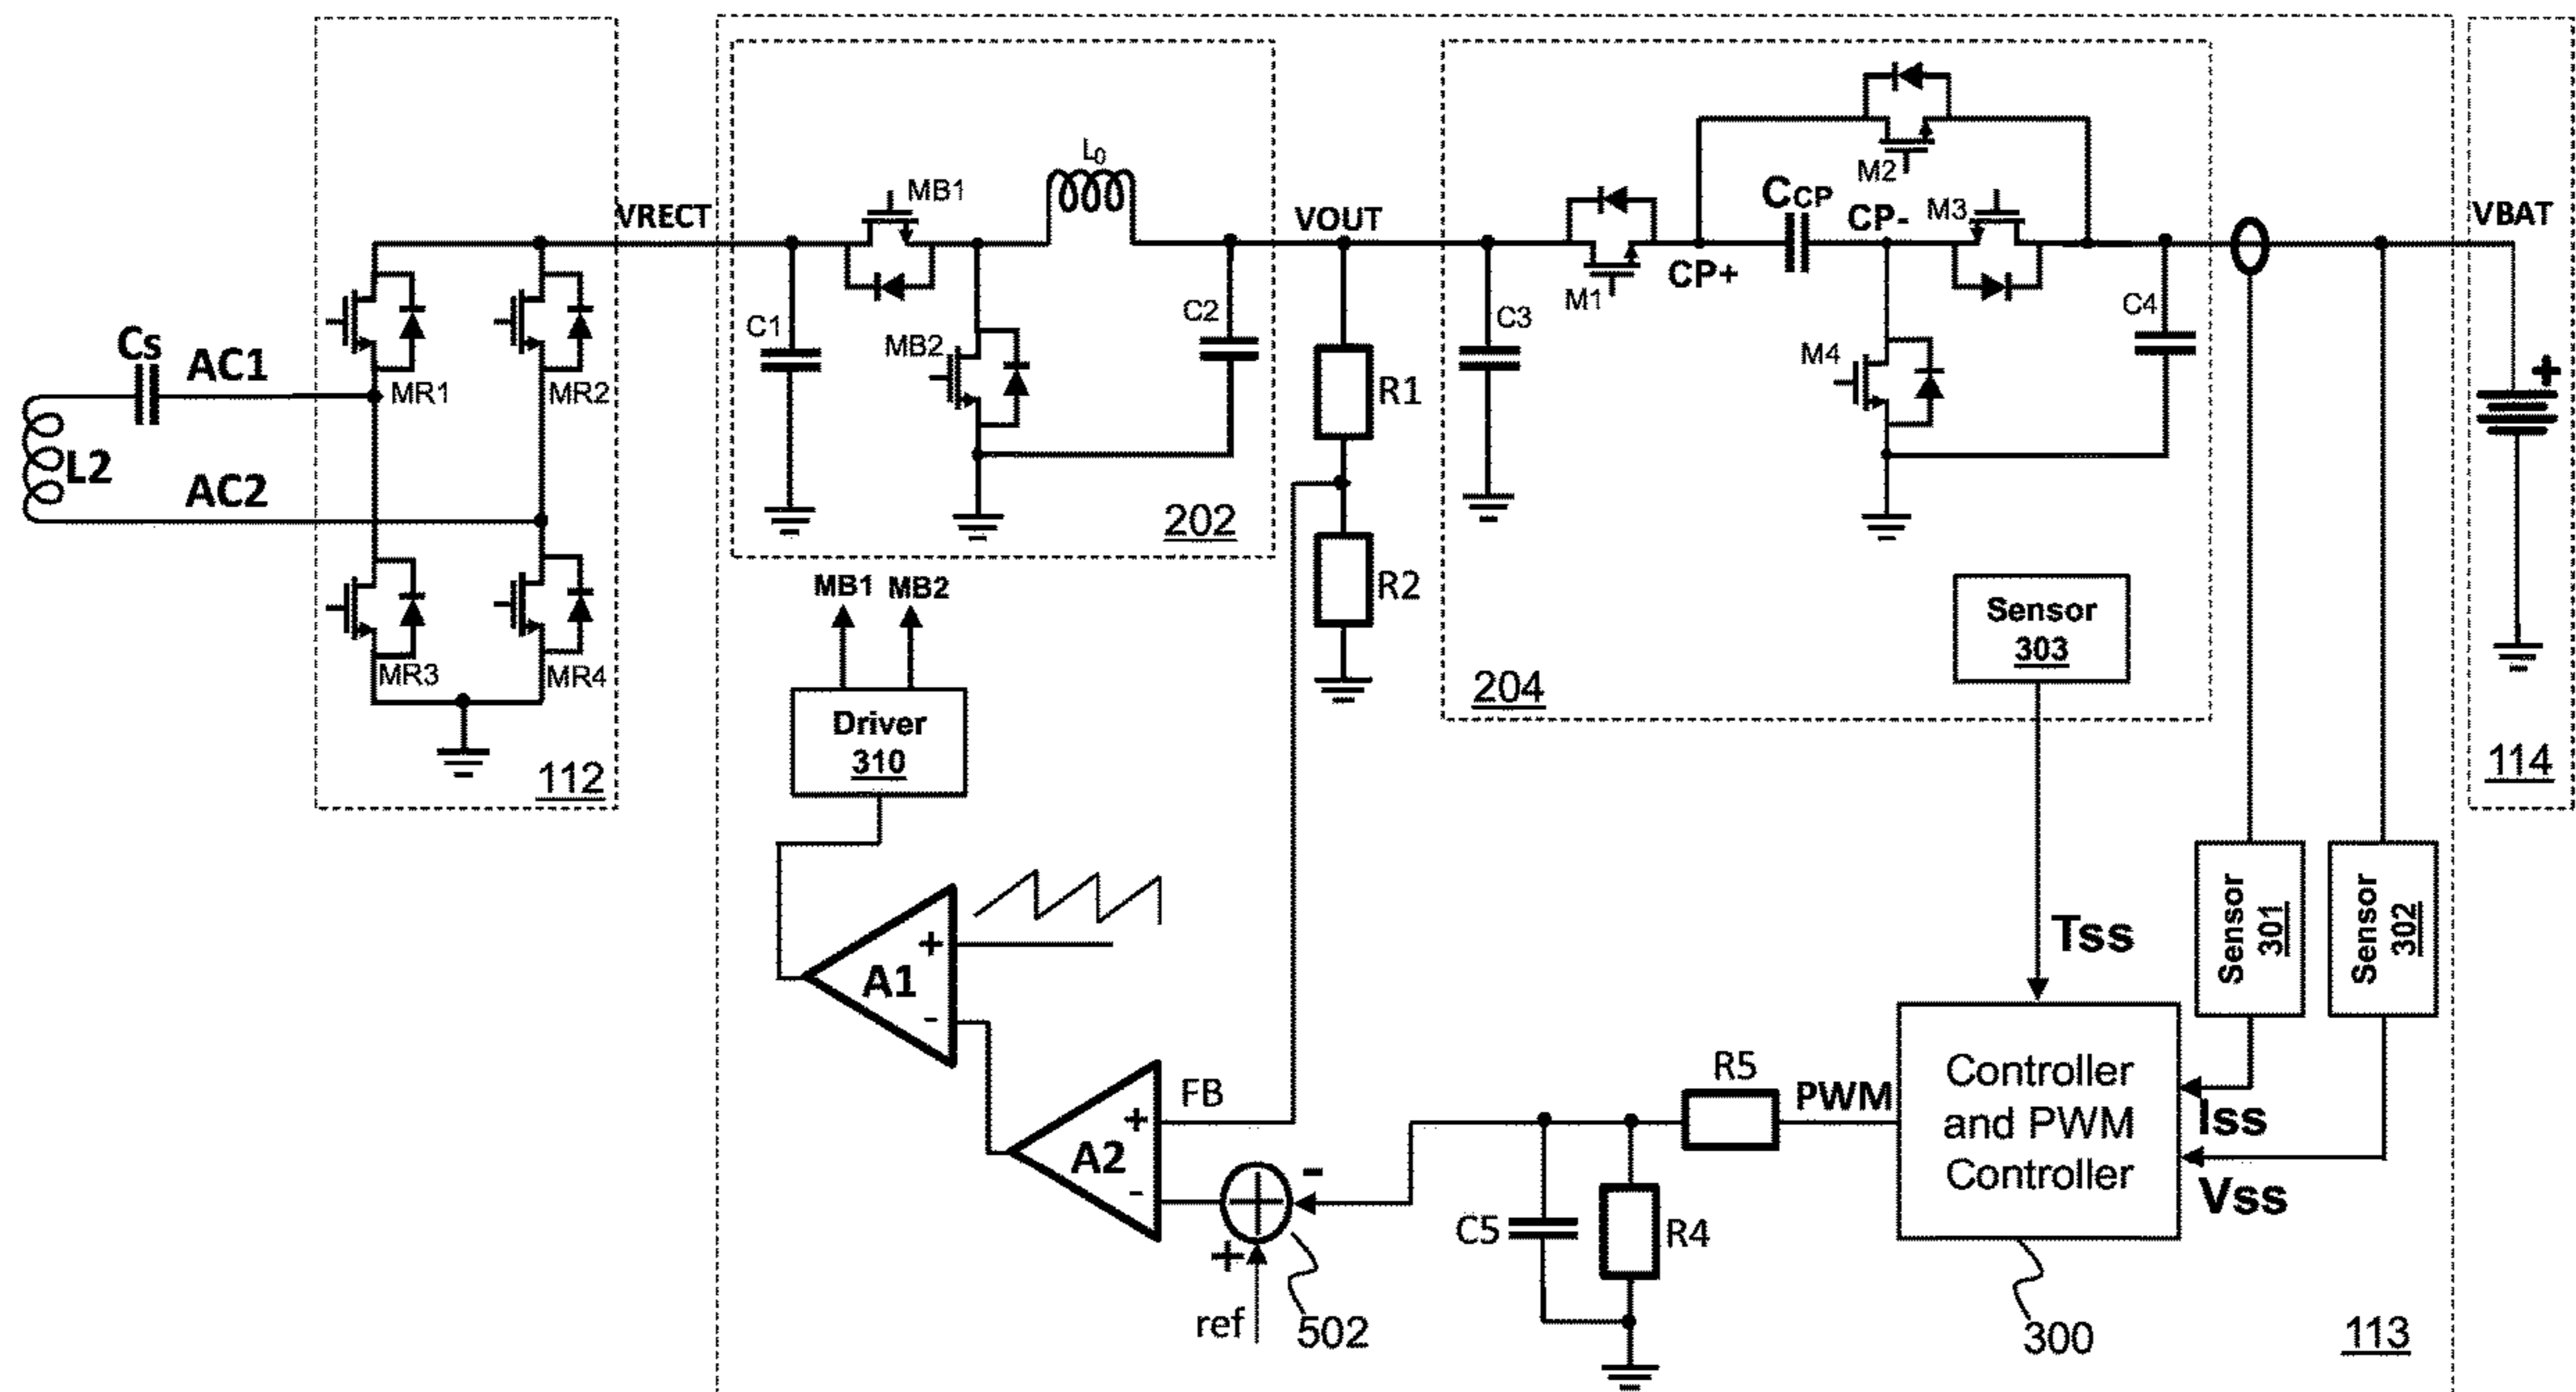 L0
MB1
VRECT
VOUT
M2
CCP
CP-
M3
VBAT
CP+
M1
C1
C2
C3
C4
MB2
M4
Cs
AC1
MR1
MR2
R1
+
L2
AC2
202
R2
MB1
MB2
Sensor
303
MR3
MR4
204
Driver
310
112
114
Sensor
301
Sensor
302
Tss
+
A1
-
R5
PWM
Controller
and PWM
Controller
Iss
Vss
FB
+
A2
-
-
+
ref
502
C5
R4
300
113